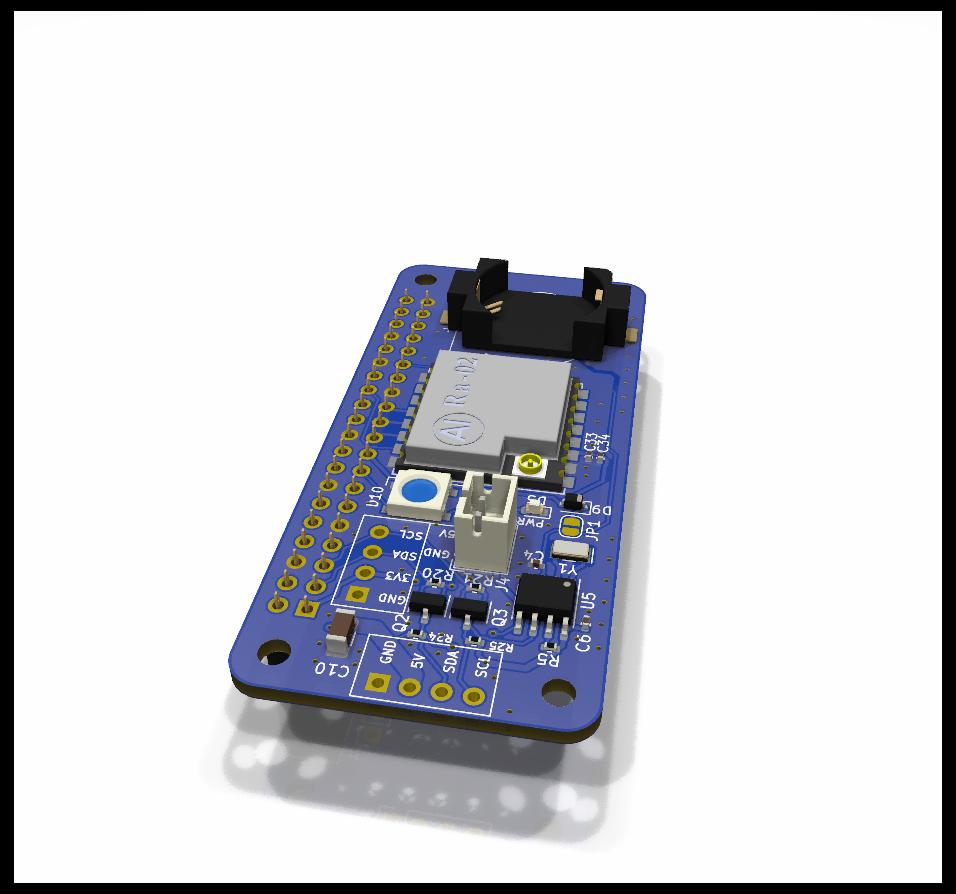 Ra-02
AI
C33
C34
U10
D9
PWR
JP1
SCL
5V
SDA
GND
C4
Y1
3V3
R20
R21
J4
GND
Q2
Q3
U5
R24
R25
C6
R5
C10
GND
5V
SDA
SCL